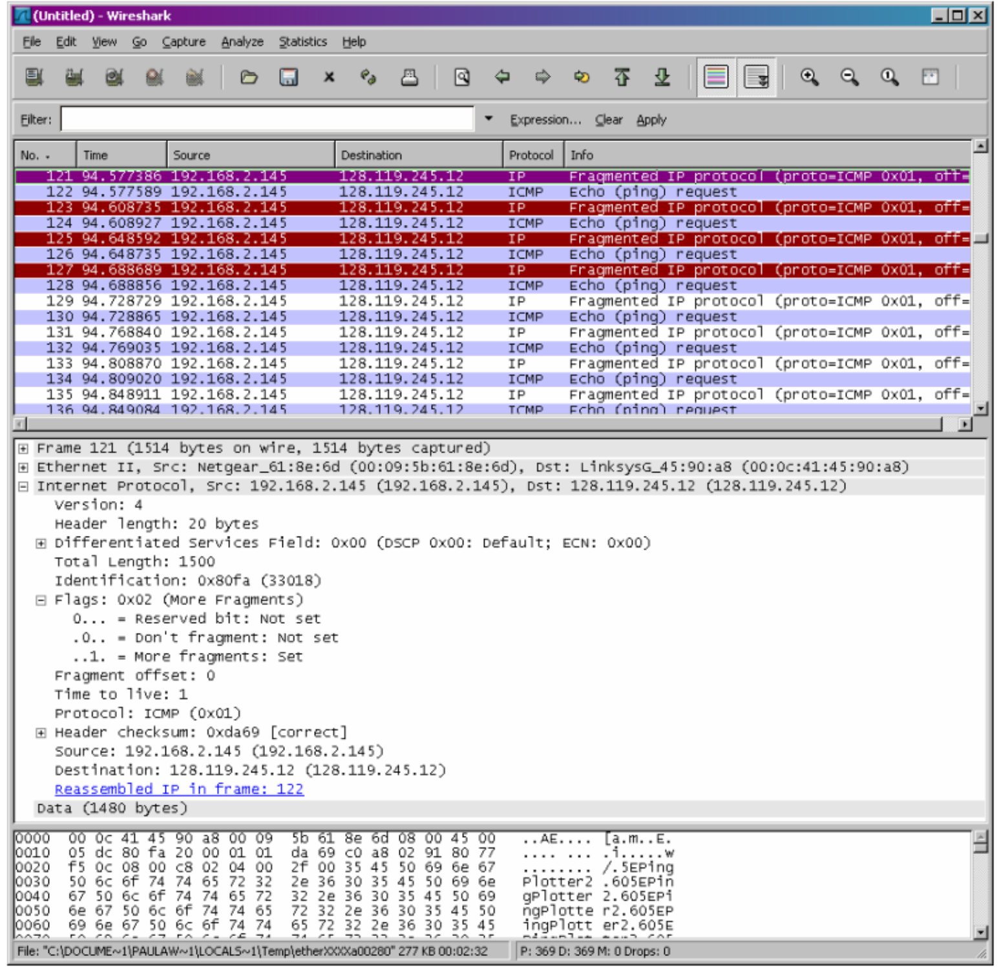 (Untitled) - Wireshark
File Edit View Go Capture Analyze Statistics Help
Filter: Expression... Clear Apply
No. Time Source Destination Protocol Info
121 94.577386 192.168.2.145 128.119.245.12 IP Fragmented IP protocol (proto=ICMP 0x01, off=
122 94.577589 192.168.2.145 128.119.245.12 ICMP Echo (ping) request
123 94.608735 192.168.2.145 128.119.245.12 IP Fragmented IP protocol (proto=ICMP 0x01, off=
124 94.608927 192.168.2.145 128.119.245.12 ICMP Echo (ping) request
125 94.648592 192.168.2.145 128.119.245.12 IP Fragmented IP protocol (proto=ICMP 0x01, off=
126 94.648735 192.168.2.145 128.119.245.12 ICMP Echo (ping) request
127 94.688689 192.168.2.145 128.119.245.12 IP Fragmented IP protocol (proto=ICMP 0x01, off=
128 94.688856 192.168.2.145 128.119.245.12 ICMP Echo (ping) request
129 94.728729 192.168.2.145 128.119.245.12 IP Fragmented IP protocol (proto=ICMP 0x01, off=
130 94.728865 192.168.2.145 128.119.245.12 ICMP Echo (ping) request
131 94.768840 192.168.2.145 128.119.245.12 IP Fragmented IP protocol (proto=ICMP 0x01, off=
132 94.769035 192.168.2.145 128.119.245.12 ICMP Echo (ping) request
133 94.808870 192.168.2.145 128.119.245.12 IP Fragmented IP protocol (proto=ICMP 0x01, off=
134 94.809020 192.168.2.145 128.119.245.12 ICMP Echo (ping) request
135 94.848911 192.168.2.145 128.119.245.12 IP Fragmented IP protocol (proto=ICMP 0x01, off=
136 94.849084 192.168.2.145 128.119.245.12 ICMP Echo (ping) request
Frame 121 (1514 bytes on wire, 1514 bytes captured)
Ethernet II, Src: Netgear_61:8e:6d (00:09:5b:61:8e:6d), Dst: LinksysG_45:90:a8 (00:0c:41:45:90:a8)
Internet Protocol, Src: 192.168.2.145 (192.168.2.145), Dst: 128.119.245.12 (128.119.245.12)
Version: 4
Header length: 20 bytes
Differentiated Services Field: 0x00 (DSCP 0x00: Default; ECN: 0x00)
Total Length: 1500
Identification: 0x80fa (33018)
Flags: 0x02 (More Fragments)
0... = Reserved bit: Not set
.0.. = Don't fragment: Not set
..1. = More fragments: Set
Fragment offset: 0
Time to live: 1
Protocol: ICMP (0x01)
Header checksum: 0xda69 [correct]
Source: 192.168.2.145 (192.168.2.145)
Destination: 128.119.245.12 (128.119.245.12)
Reassembled IP in frame: 122
Data (1480 bytes)
0000 00 0c 41 45 90 a8 00 09 5b 61 8e 6d 08 00 45 00 ..AE.... [a.m..E.
0010 05 dc 80 fa 20 00 01 01 da 69 c0 a8 02 91 80 77 .... ... .i.....w
0020 f5 0c 08 00 c8 02 04 00 2f 00 35 45 50 69 6e 67 ........ /.5EPing
0030 50 6c 6f 74 74 65 72 32 2e 36 30 35 45 50 69 6e Plotter2 .605EPin
0040 67 50 6c 6f 74 74 65 72 32 2e 36 30 35 45 50 69 gPlotter 2.605EPi
0050 6e 67 50 6c 6f 74 74 65 72 32 2e 36 30 35 45 50 ngPlotte r2.605EP
0060 69 6e 67 50 6c 6f 74 74 65 72 32 2e 36 30 35 45 ingPlott er2.605E
File: "C:\DOCUME~1\PAULAW~1\LOCALS~1\Temp\etherXXXXa00280" 277 KB 00:02:32 P: 369 D: 369 M: 0 Drops: 0